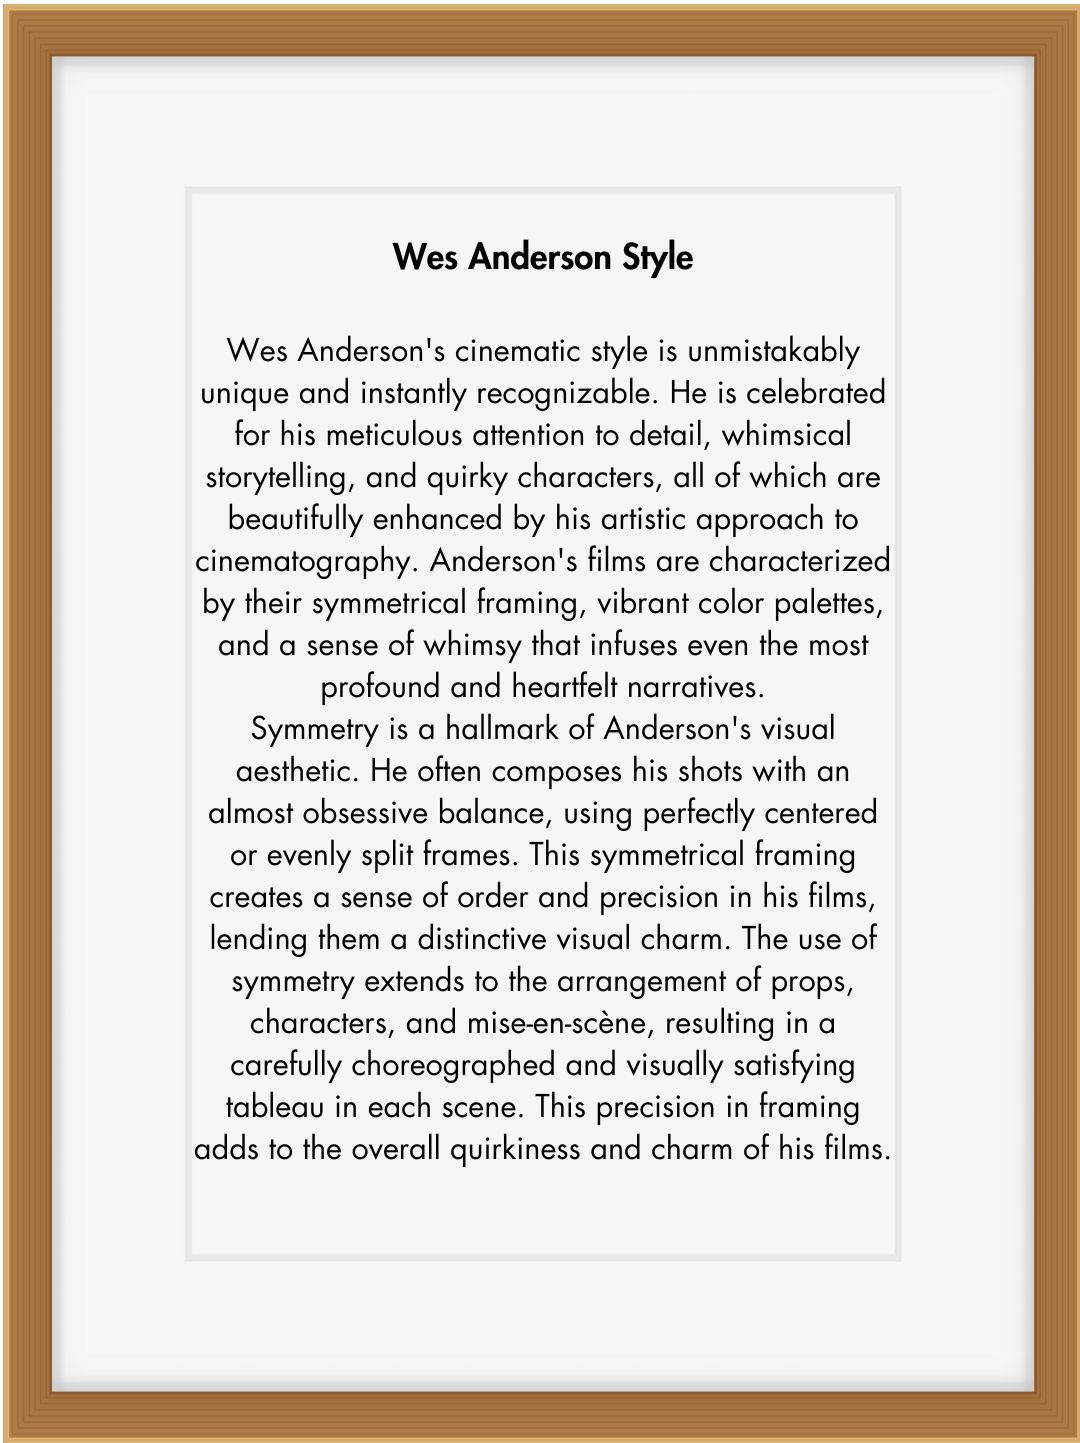 Wes Anderson Style
Wes Anderson's cinematic style is unmistakably
unique and instantly recognizable. He is celebrated
for his meticulous attention to detail, whimsical
storytelling, and quirky characters, all of which are
beautifully enhanced by his artistic approach to
cinematography. Anderson's films are characterized
by their symmetrical framing, vibrant color palettes,
and a sense of whimsy that infuses even the most
profound and heartfelt narratives.
Symmetry is a hallmark of Anderson's visual
aesthetic. He often composes his shots with an
almost obsessive balance, using perfectly centered
or evenly split frames. This symmetrical framing
creates a sense of order and precision in his films,
lending them a distinctive visual charm. The use of
symmetry extends to the arrangement of props,
characters, and mise-en-scène, resulting in a
carefully choreographed and visually satisfying
tableau in each scene. This precision in framing
adds to the overall quirkiness and charm of his films.